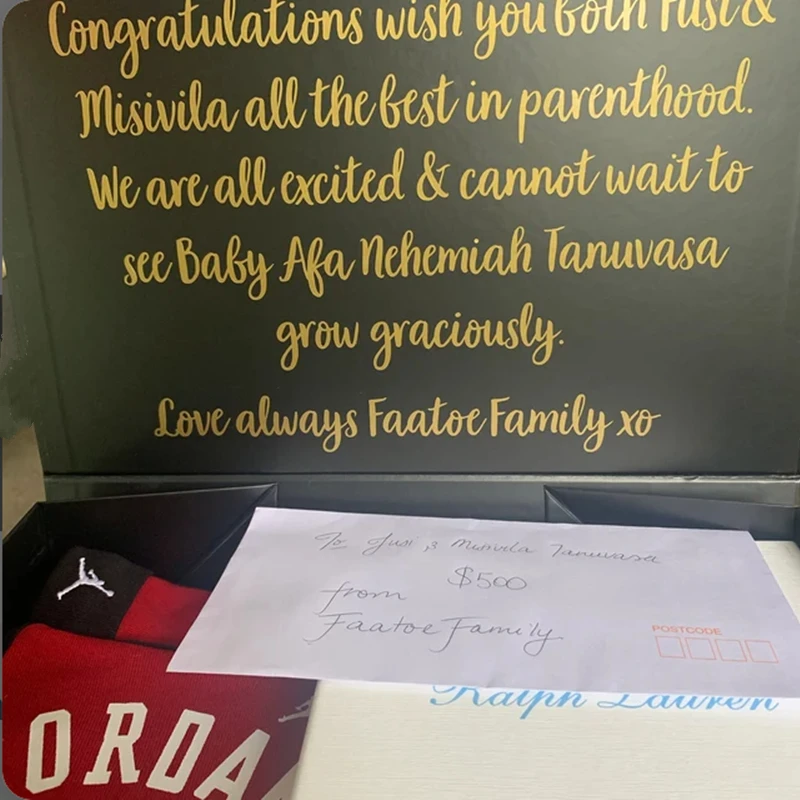 Congratulations wish you both Fusi &
Misivila all the best in parenthood.
We are all excited & cannot wait to
see Baby Afa Nehemiah Tanuvasa
grow graciously.
Love always Faatoe Family xo
To Fusi & Misivila Tanuvasa
$500
from
Faatoe Family
POSTCODE
Ralph Lauren
ORDA